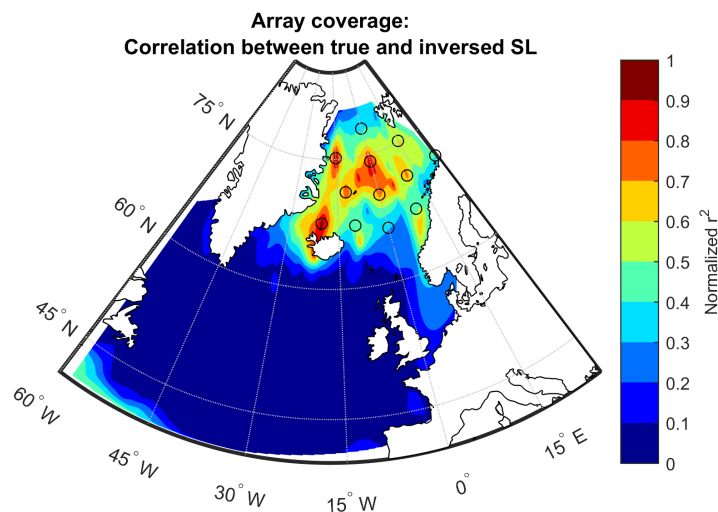 Array coverage:
Correlation between true and inversed SL
75° N
60° N
45° N
60° W
45° W
30° W
15° W
0°
15° E
1
0.9
0.8
0.7
0.6
0.5
0.4
0.3
0.2
0.1
0
Normalized r²